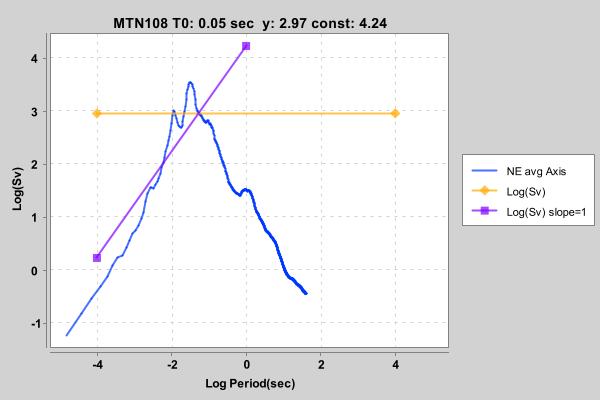 MTN108 T0: 0.05 sec y: 2.97 const: 4.24
Log(Sv)
4
3
2
1
0
-1
-4
-2
0
2
4
Log Period(sec)
NE avg Axis
Log(Sv)
Log(Sv) slope=1